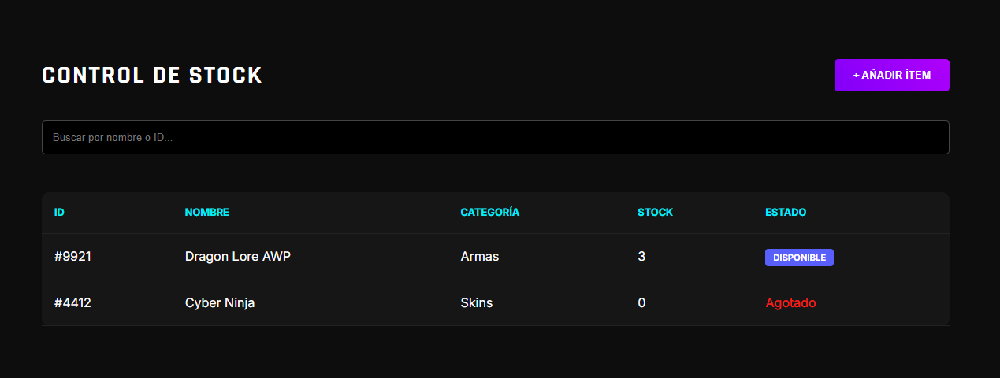 CONTROL DE STOCK
+ AÑADIR ÍTEM
Buscar por nombre o ID...
ID NOMBRE CATEGORÍA STOCK ESTADO
#9921 Dragon Lore AWP Armas 3 DISPONIBLE
#4412 Cyber Ninja Skins 0 Agotado